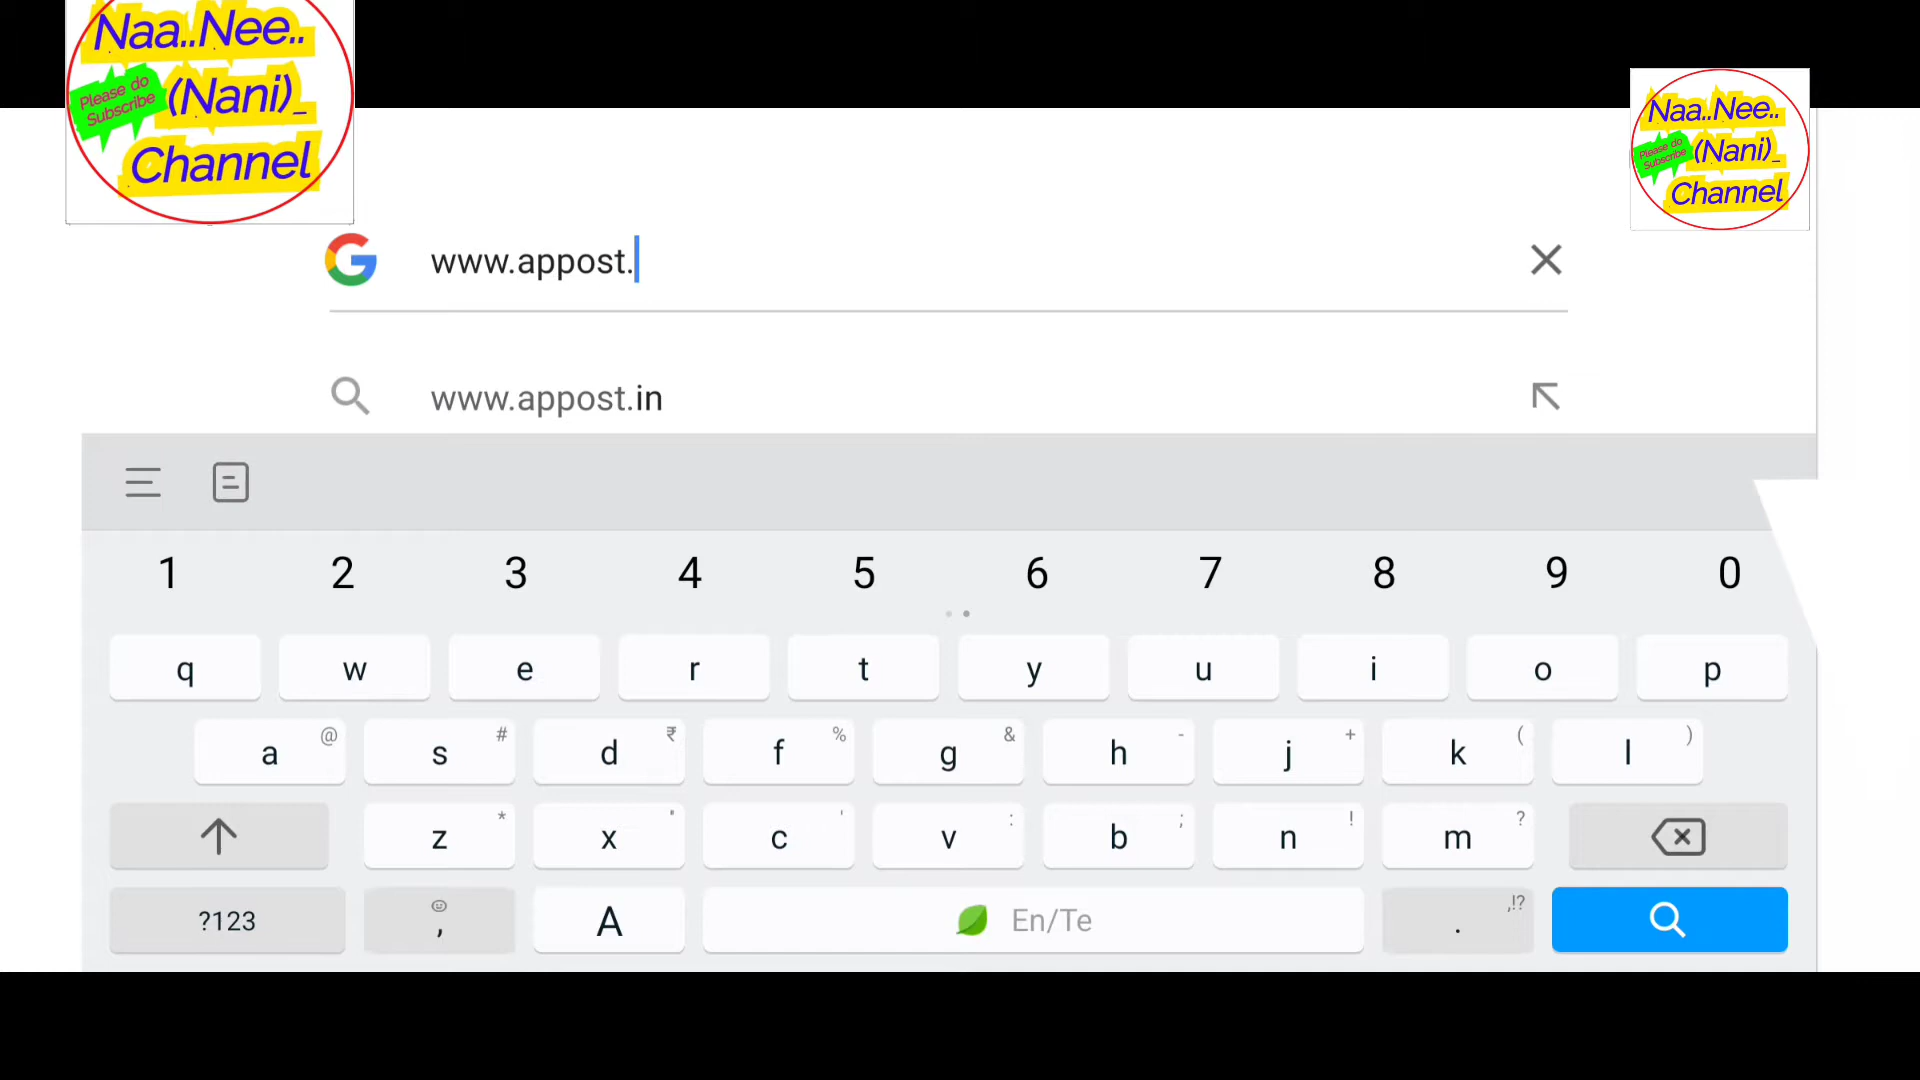 Naa..Nee..
Please do
Subscribe
(Nani)_
Channel
Naa..Nee..
Please do
Subscribe
(Nani)_
Channel
www.appost.
www.appost.in
1 2 3 4 5 6 7 8 9 0
q w e r t y u i o p
@ # ₹ % & - + ( )
a s d f g h j k l
* " ' : ; ! ?
z x c v b n m
?123 , A En/Te . ,!?